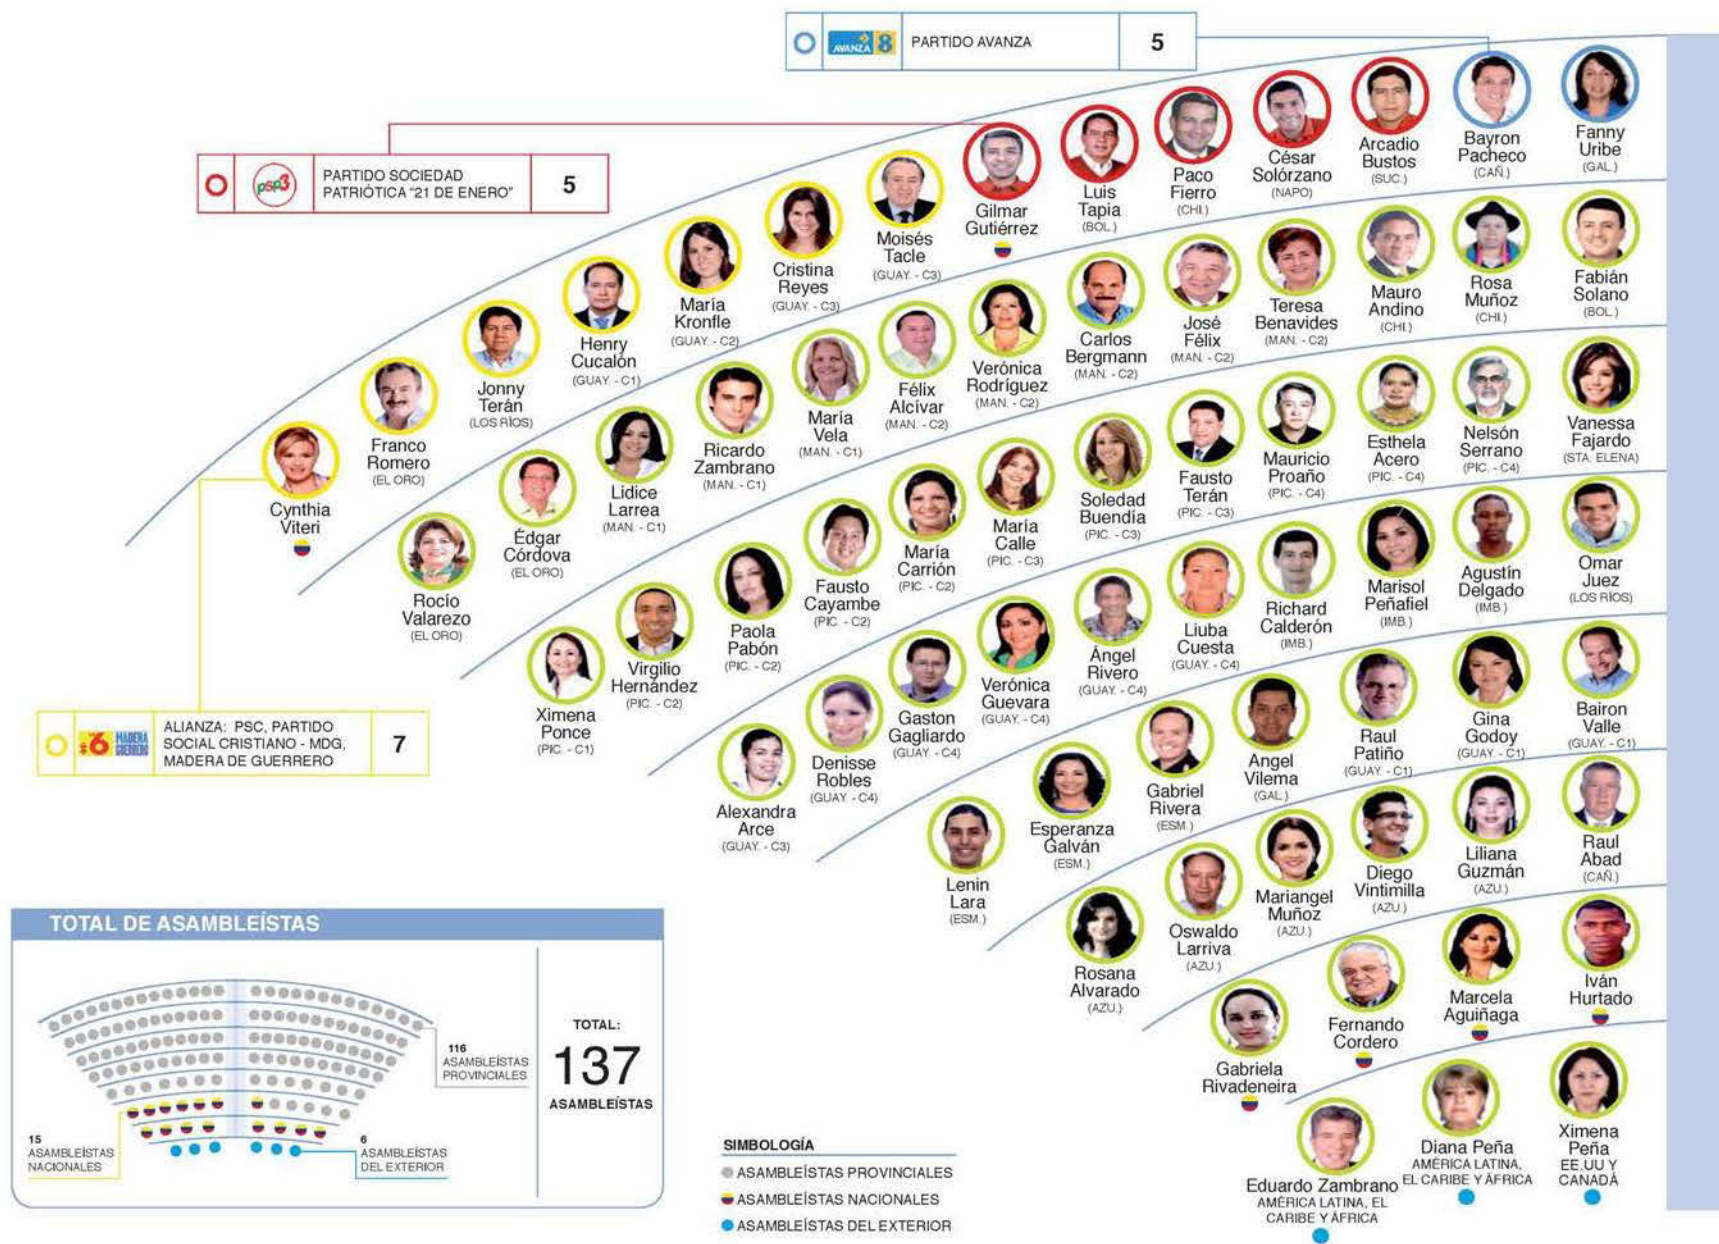 AVANZA 8
PARTIDO AVANZA
5
psp3
PARTIDO SOCIEDAD
PATRIÓTICA "21 DE ENERO"
5
Cynthia
Viteri
Franco
Romero
(EL ORO)
Jonny
Terán
(LOS RÍOS)
Henry
Cucalón
(GUAY. - C1)
María
Kronfle
(GUAY. - C2)
Cristina
Reyes
(GUAY. - C3)
Moisés
Tacle
(GUAY. - C3)
Gilmar
Gutiérrez
Luis
Tapia
(BOL.)
Paco
Fierro
(CHI.)
César
Solórzano
(NAPO)
Arcadio
Bustos
(SUC.)
Bayron
Pacheco
(CAÑ.)
Fanny
Uribe
(GAL.)
Rocío
Valarezo
(EL ORO)
Édgar
Córdova
(EL ORO)
Lidice
Larrea
(MAN. - C1)
Ricardo
Zambrano
(MAN. - C1)
María
Vela
(MAN. - C1)
Félix
Alcívar
(MAN. - C2)
Verónica
Rodríguez
(MAN. - C2)
Carlos
Bergmann
(MAN. - C2)
José
Félix
(MAN. - C2)
Teresa
Benavides
(MAN. - C2)
Mauro
Andino
(CHI.)
Rosa
Muñoz
(CHI.)
Fabián
Solano
(BOL.)
Ximena
Ponce
(PIC. - C1)
Virgilio
Hernández
(PIC. - C2)
Paola
Pabón
(PIC. - C2)
Fausto
Cayambe
(PIC. - C2)
María
Carrión
(PIC. - C2)
María
Calle
(PIC. - C3)
Soledad
Buendía
(PIC. - C3)
Fausto
Terán
(PIC. - C3)
Mauricio
Proaño
(PIC. - C4)
Esthela
Acero
(PIC. - C4)
Nelsón
Serrano
(PIC. - C4)
Vanessa
Fajardo
(STA. ELENA)
Alexandra
Arce
(GUAY. - C3)
Denisse
Robles
(GUAY. - C4)
Gaston
Gagliardo
(GUAY. - C4)
Verónica
Guevara
(GUAY. - C4)
Ángel
Rivero
(GUAY. - C4)
Liuba
Cuesta
(GUAY. - C4)
Richard
Calderón
(IMB.)
Marisol
Peñafiel
(IMB.)
Agustín
Delgado
(IMB.)
Omar
Juez
(LOS RÍOS)
Lenin
Lara
(ESM.)
Esperanza
Galván
(ESM.)
Gabriel
Rivera
(ESM.)
Angel
Vilema
(GAL.)
Raul
Patiño
(GUAY. - C1)
Gina
Godoy
(GUAY. - C1)
Bairon
Valle
(GUAY. - C1)
Rosana
Alvarado
(AZU.)
Oswaldo
Larriva
(AZU.)
Mariangel
Muñoz
(AZU.)
Diego
Vintimilla
(AZU.)
Liliana
Guzmán
(AZU.)
Raul
Abad
(CAÑ.)
Gabriela
Rivadeneira
Fernando
Cordero
Marcela
Aguiñaga
Iván
Hurtado
Eduardo Zambrano
AMÉRICA LATINA, EL
CARIBE Y ÁFRICA
Diana Peña
AMÉRICA LATINA,
EL CARIBE Y ÁFRICA
Ximena
Peña
EE.UU Y
CANADÁ
6
MADERA
GUERRERO
ALIANZA: PSC, PARTIDO
SOCIAL CRISTIANO - MDG,
MADERA DE GUERRERO
7
TOTAL DE ASAMBLEÍSTAS
116
ASAMBLEÍSTAS
PROVINCIALES
15
ASAMBLEÍSTAS
NACIONALES
6
ASAMBLEÍSTAS
DEL EXTERIOR
TOTAL:
137
ASAMBLEÍSTAS
SIMBOLOGÍA
ASAMBLEÍSTAS PROVINCIALES
ASAMBLEÍSTAS NACIONALES
ASAMBLEÍSTAS DEL EXTERIOR